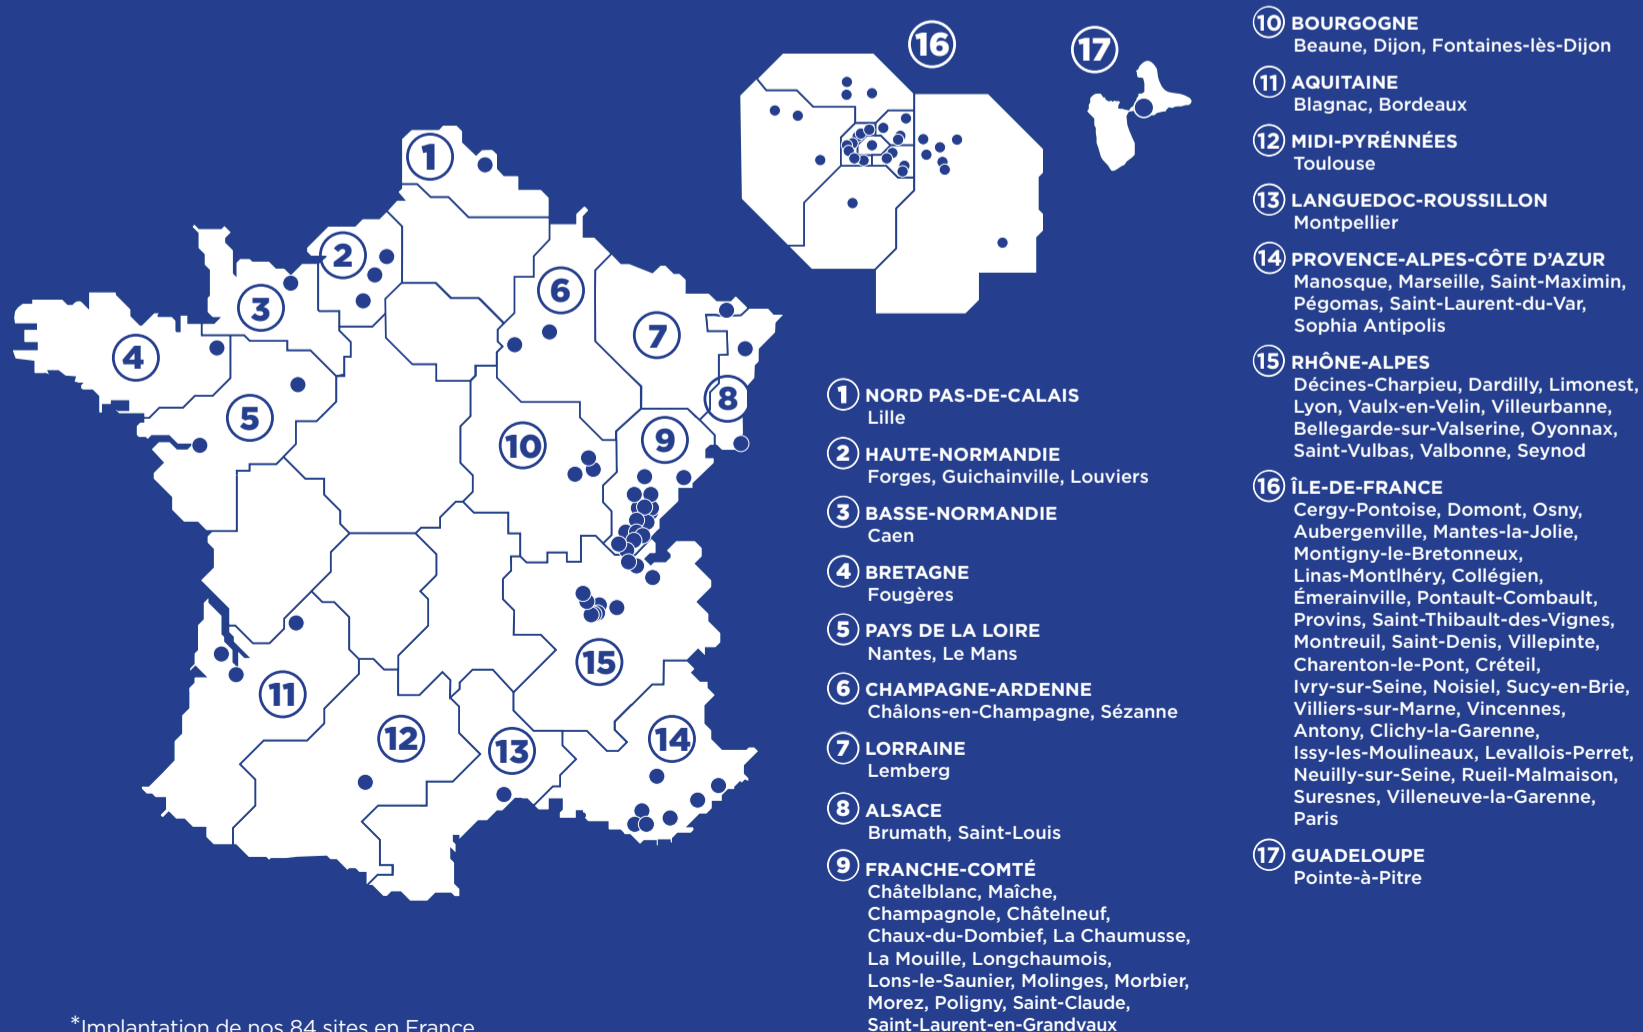 1
2
3
4
5
6
7
8
9
10
11
12
13
14
15
16
17
1 NORD PAS-DE-CALAIS
Lille
2 HAUTE-NORMANDIE
Forges, Guichainville, Louviers
3 BASSE-NORMANDIE
Caen
4 BRETAGNE
Fougères
5 PAYS DE LA LOIRE
Nantes, Le Mans
6 CHAMPAGNE-ARDENNE
Châlons-en-Champagne, Sézanne
7 LORRAINE
Lemberg
8 ALSACE
Brumath, Saint-Louis
9 FRANCHE-COMTÉ
Châtelblanc, Maîche,
Champagnole, Châtelneuf,
Chaux-du-Dombief, La Chaumusse,
La Mouille, Longchaumois,
Lons-le-Saunier, Molinges, Morbier,
Morez, Poligny, Saint-Claude,
Saint-Laurent-en-Grandvaux
10 BOURGOGNE
Beaune, Dijon, Fontaines-lès-Dijon
11 AQUITAINE
Blagnac, Bordeaux
12 MIDI-PYRÉNNÉES
Toulouse
13 LANGUEDOC-ROUSSILLON
Montpellier
14 PROVENCE-ALPES-CÔTE D'AZUR
Manosque, Marseille, Saint-Maximin,
Pégomas, Saint-Laurent-du-Var,
Sophia Antipolis
15 RHÔNE-ALPES
Décines-Charpieu, Dardilly, Limonest,
Lyon, Vaulx-en-Velin, Villeurbanne,
Bellegarde-sur-Valserine, Oyonnax,
Saint-Vulbas, Valbonne, Seynod
16 ÎLE-DE-FRANCE
Cergy-Pontoise, Domont, Osny,
Aubergenville, Mantes-la-Jolie,
Montigny-le-Bretonneux,
Linas-Montlhéry, Collégien,
Émerainville, Pontault-Combault,
Provins, Saint-Thibault-des-Vignes,
Montreuil, Saint-Denis, Villepinte,
Charenton-le-Pont, Créteil,
Ivry-sur-Seine, Noisiel, Sucy-en-Brie,
Villiers-sur-Marne, Vincennes,
Antony, Clichy-la-Garenne,
Issy-les-Moulineaux, Levallois-Perret,
Neuilly-sur-Seine, Rueil-Malmaison,
Suresnes, Villeneuve-la-Garenne,
Paris
17 GUADELOUPE
Pointe-à-Pitre
*Implantation de nos 84 sites en France